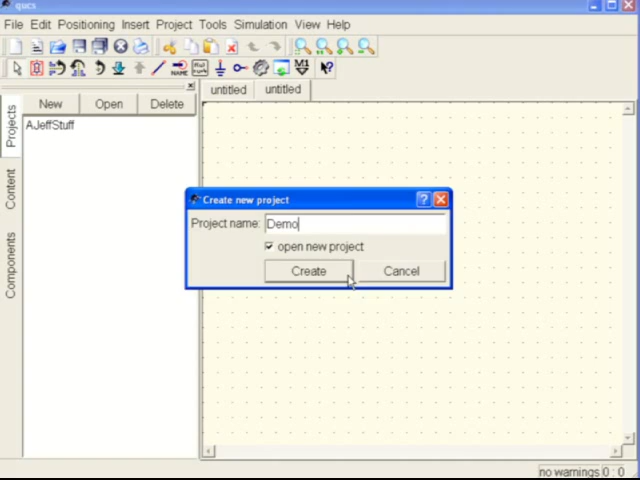 qucs
File Edit Positioning Insert Project Tools Simulation View Help
NAME
New Open Delete
untitled untitled
Projects
Content
Components
AJeffStuff
Create new project
Project name: Demo
open new project
Create Cancel
no warnings 0 : 0